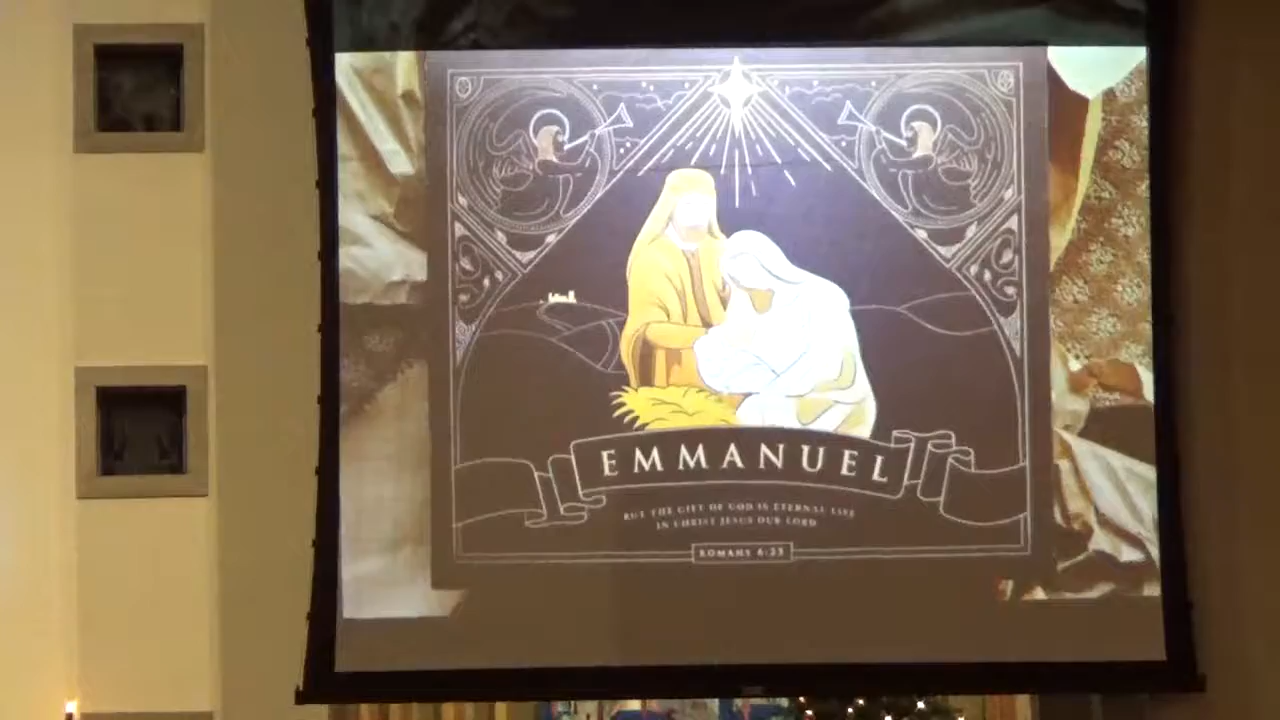 EMMANUEL
BUT THE GIFT OF GOD IS ETERNAL LIFE
IN CHRIST JESUS OUR LORD
ROMANS 6:23